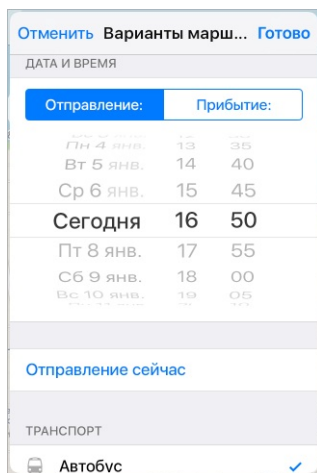 Отменить Варианты марш... Готово
ДАТА И ВРЕМЯ
Отправление: Прибытие:
Пн 4 янв. 13 35
Вт 5 янв. 14 40
Ср 6 янв. 15 45
Сегодня 16 50
Пт 8 янв. 17 55
Сб 9 янв. 18 00
Вс 10 янв. 19 05
Отправление сейчас
ТРАНСПОРТ
Автобус